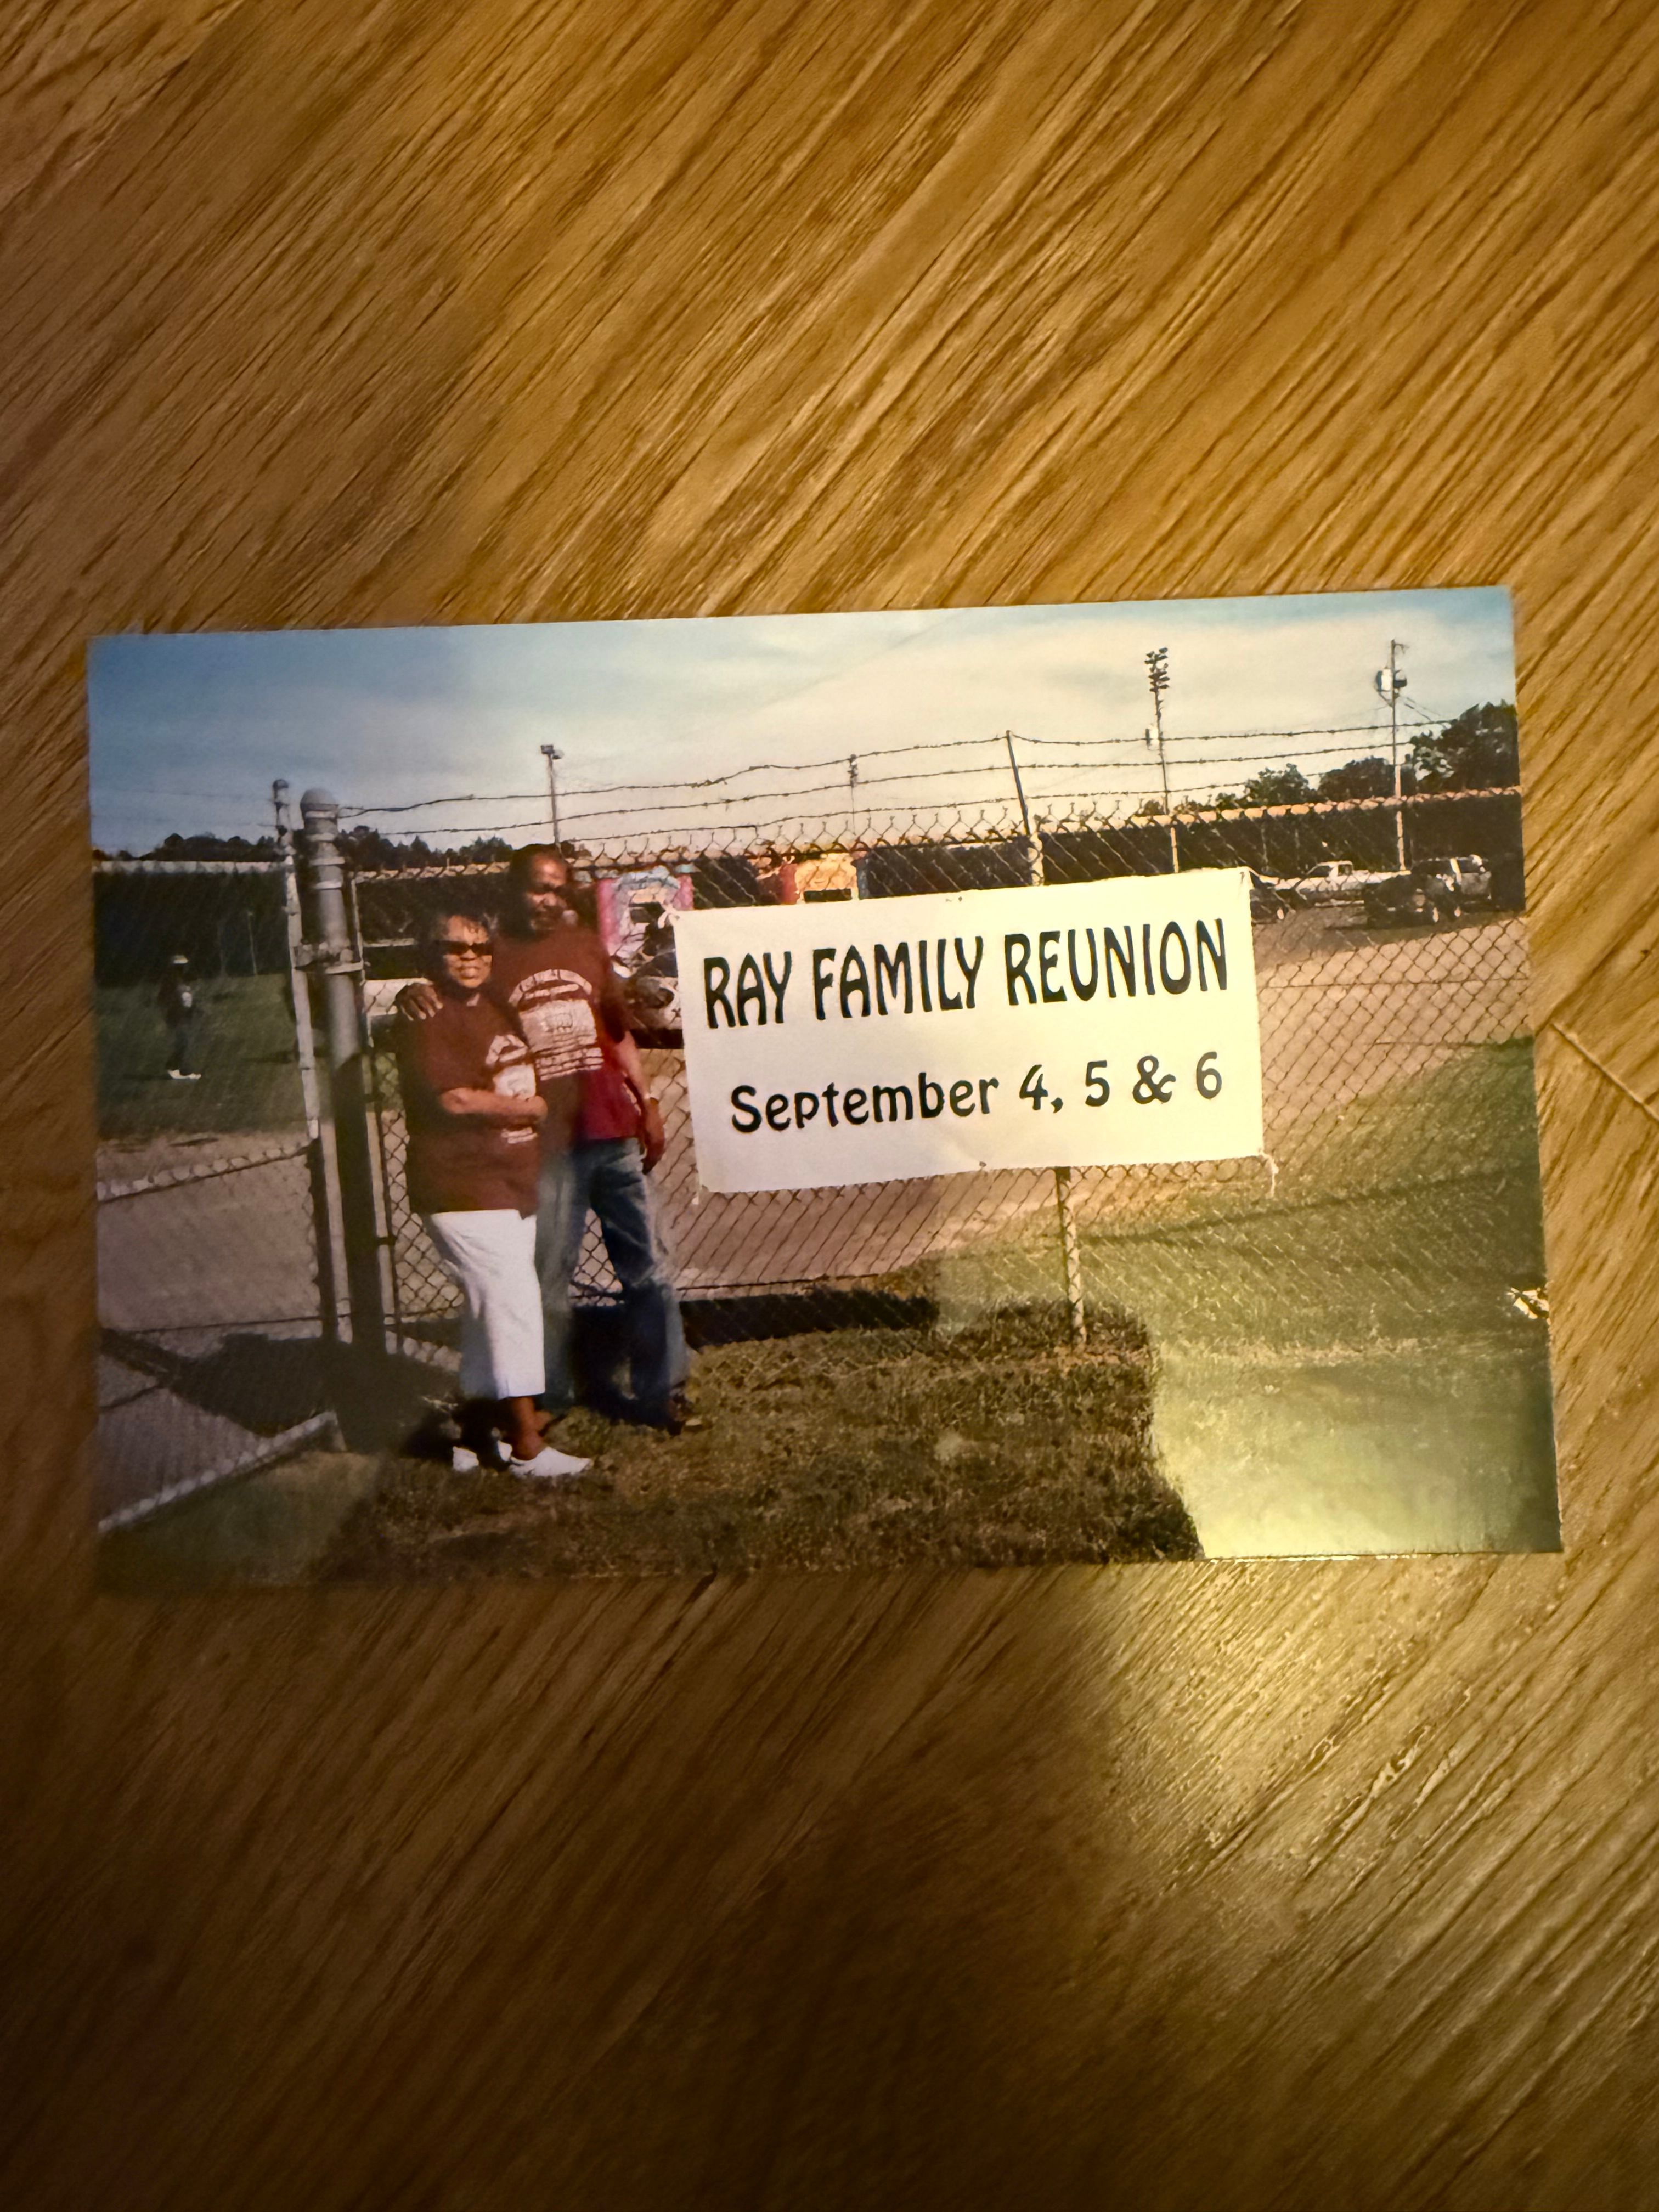 RAY FAMILY REUNION
September 4, 5 & 6